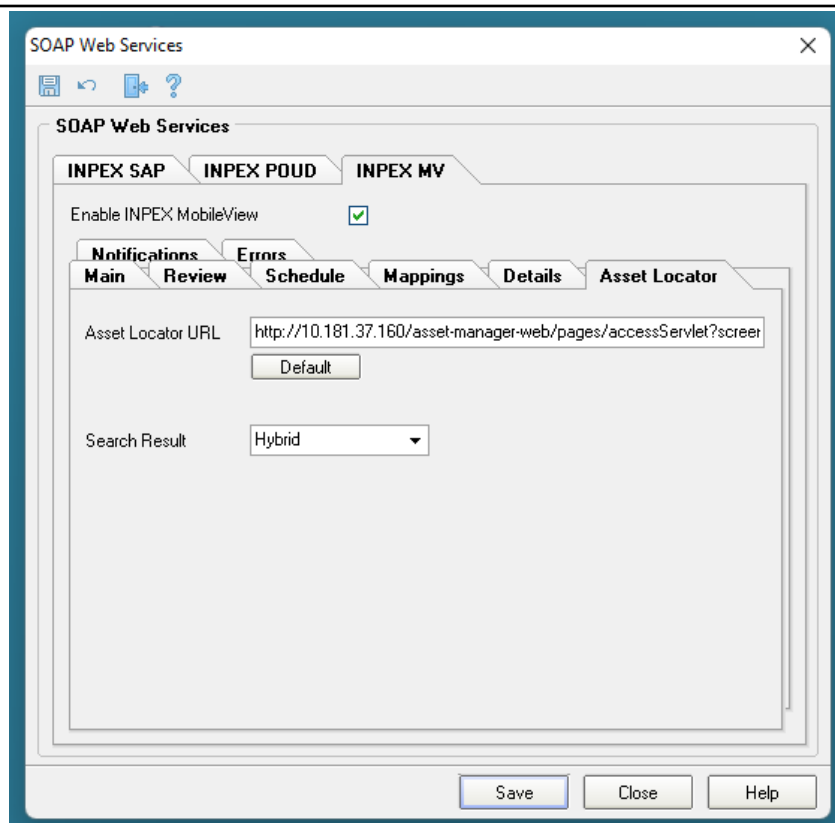 SOAP Web Services
SOAP Web Services
INPEX SAP INPEX POUD INPEX MV
Enable INPEX MobileView
Notifications Errors
Main Review Schedule Mappings Details Asset Locator
Asset Locator URL http://10.181.37.160/asset-manager-web/pages/accessServlet?screen
Default
Search Result Hybrid
Save Close Help